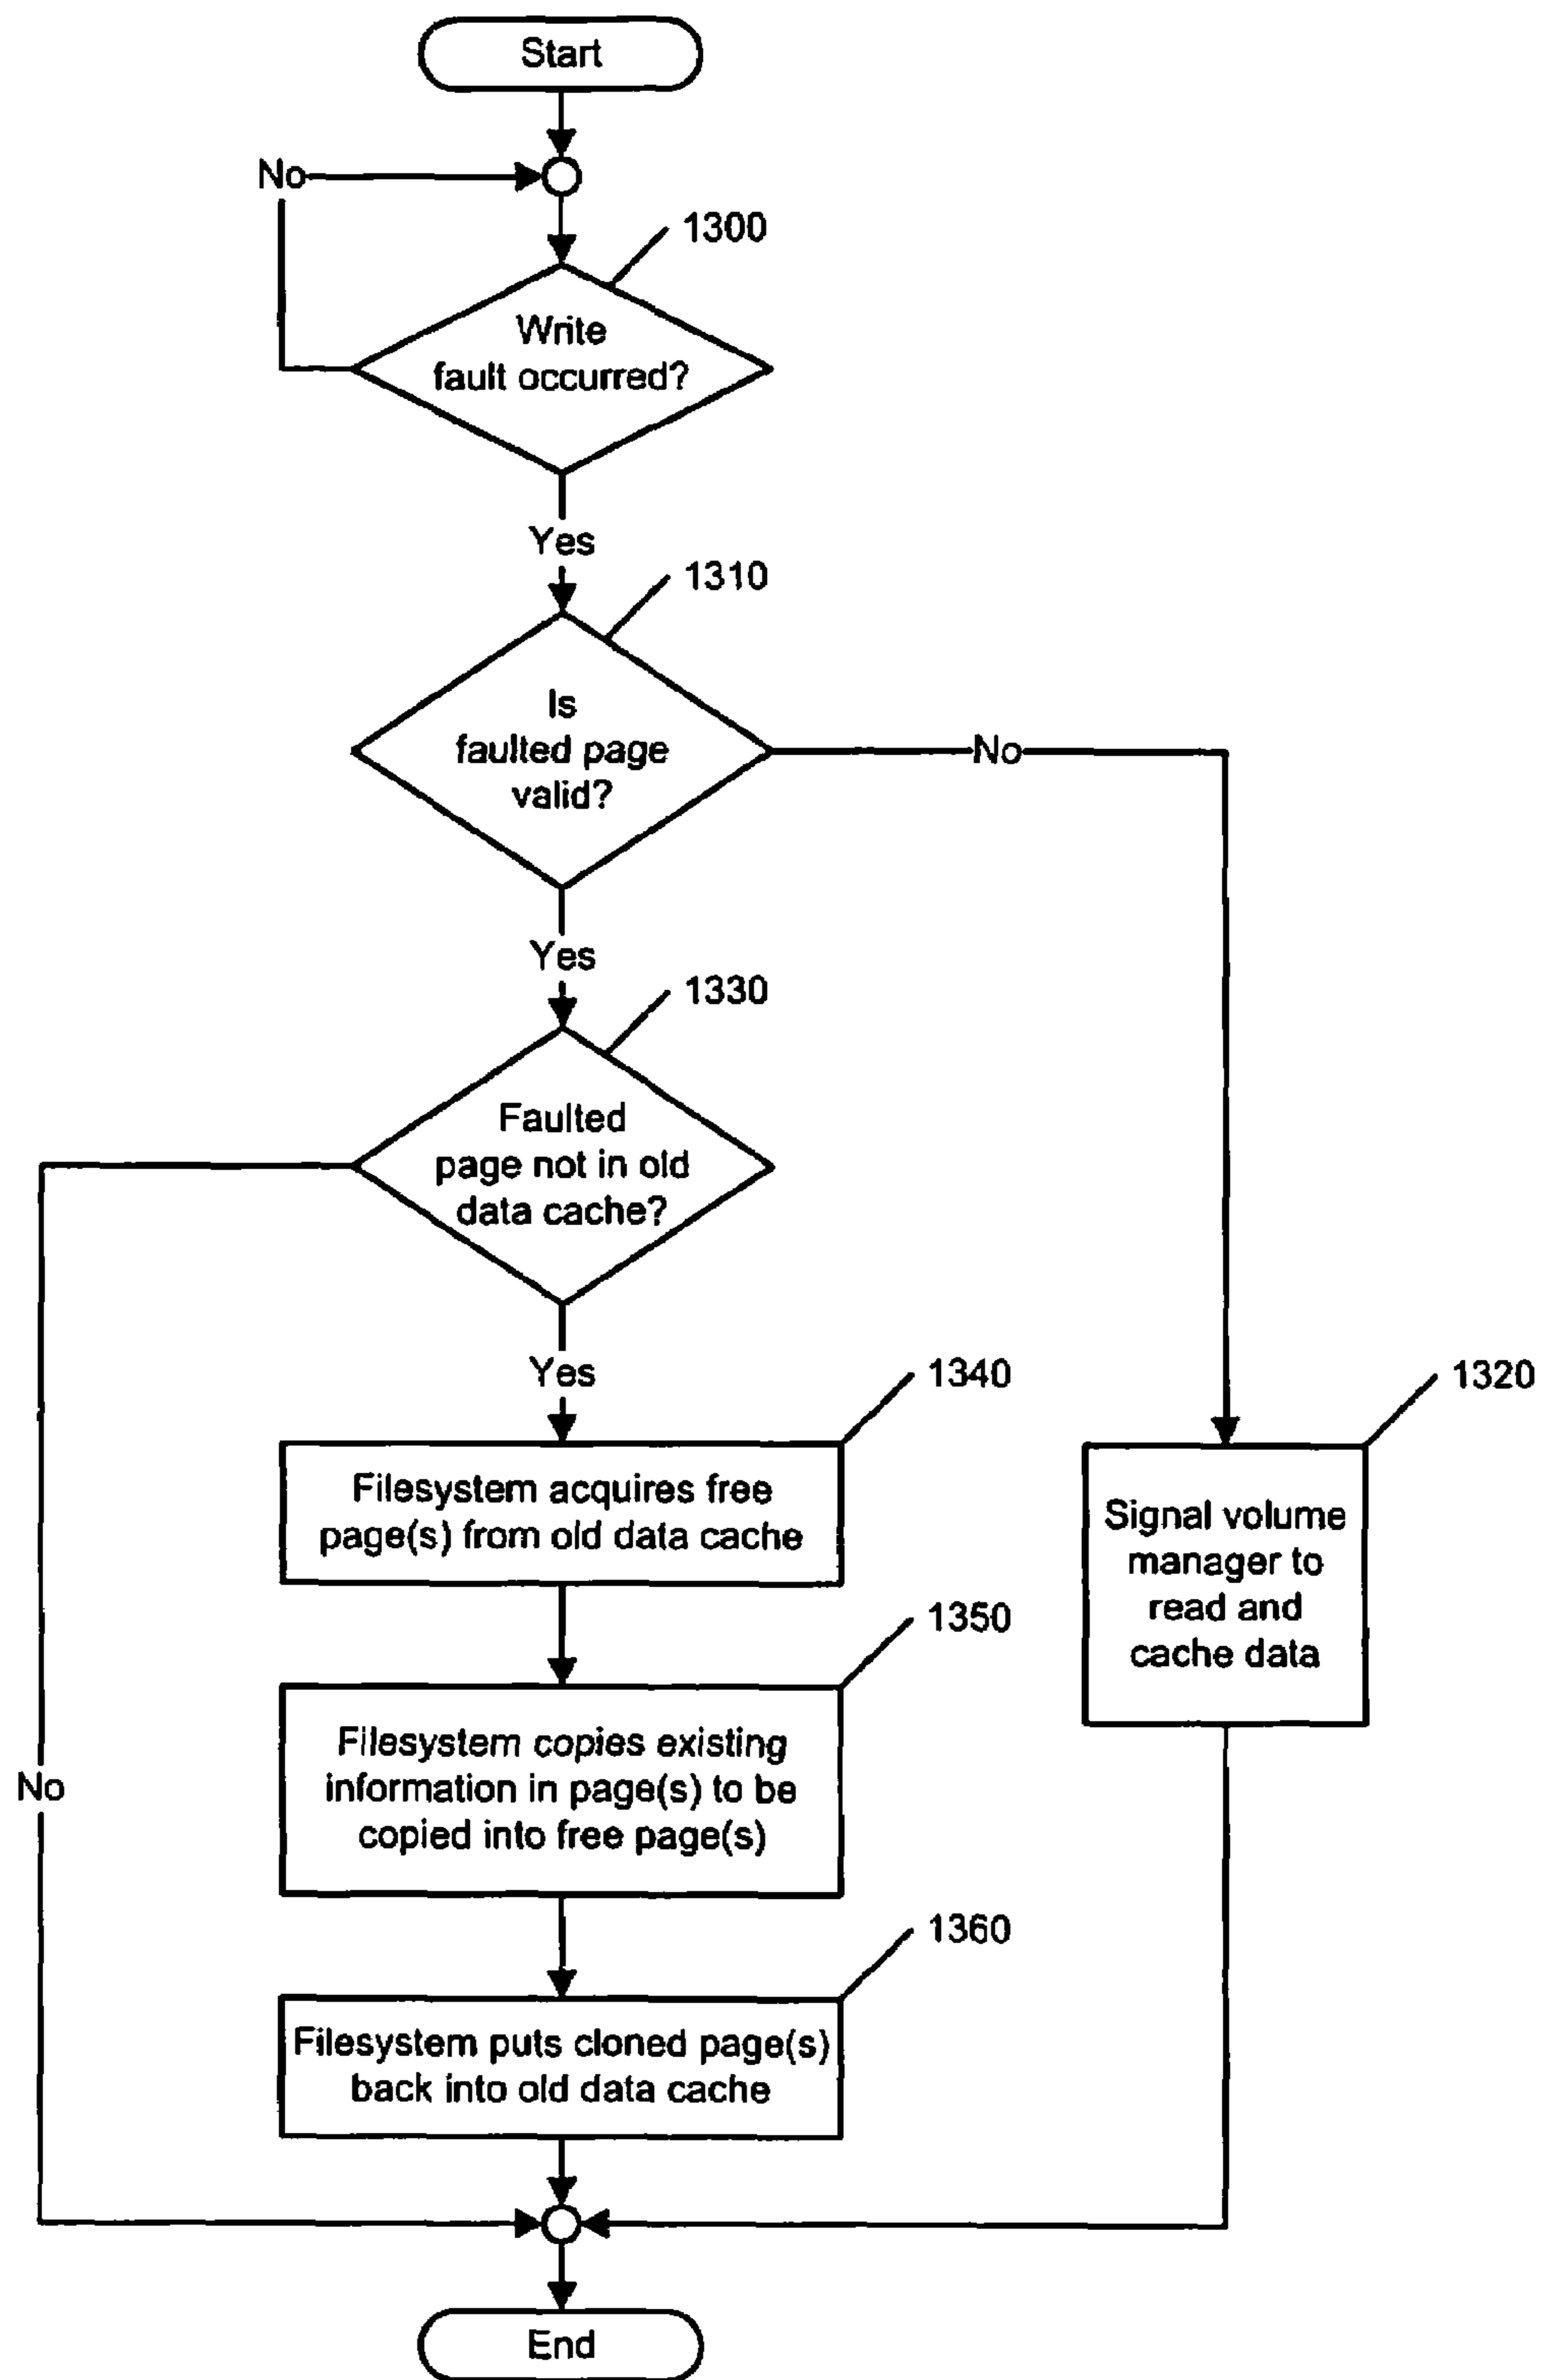 Start
No
1300
Write
fault occurred?
Yes
1310
Is
faulted page
valid?
No
Yes
1330
Faulted
page not in old
data cache?
Yes
1340
1320
Filesystem acquires free
page(s) from old data cache
Signal volume
manager to
read and
cache data
1350
Filesystem copies existing
information in page(s) to be
copied into free page(s)
No
1360
Filesystem puts cloned page(s)
back into old data cache
End